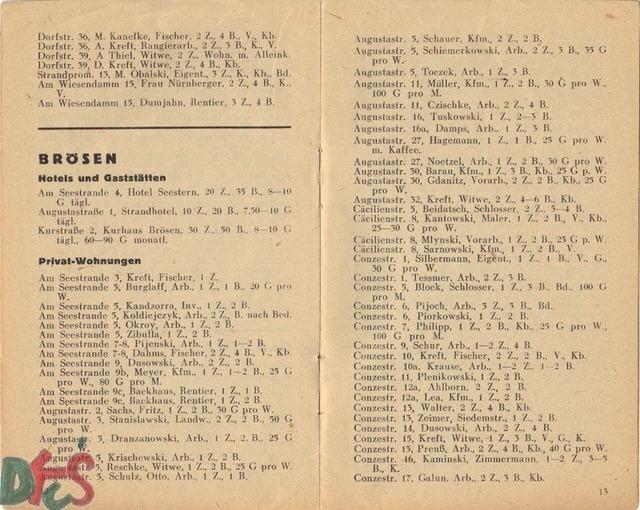 Dorfstr. 36, M. Kanefke, Fischer, 2 Z., 4 B., V., Kb.
Dorfstr. 36, A. Kreft, Rangierarb., 2 Z., 3 B., K., V.
Dorfstr. 39, A Thiel, Witwe, 2 Z., Wohn. m. Alleink.
Dorfstr. 39, D. Kreft, Witwe, 2 Z., 4 B., Kb.
Strandprom. 13, M. Obalski, Eigent., 3 Z., K., Kb., Bd.
Am Wiesendamm 15, Frau Nürnberger, 2 Z., 4 B., K.,
V.
Am Wiesendamm 15, Dumjahn, Rentier, 3 Z., 4 B.
BRÖSEN
Hotels und Gaststätten
Am Seestrande 4, Hotel Seestern, 20 Z., 35 B., 8—10
G tägl.
Augustastraße 1, Strandhotel, 10 Z., 20 B., 7.50—10 G
tägl.
Kurstraße 2, Kurhaus Brösen, 30 Z., 50 B., 8—10 G
tägl., 60—90 G monatl.
Privat-Wohnungen
Am Seestrande 3, Kreft, Fischer, 1 Z.
Am Seestrande 5, Burglaff, Arb., 1 Z., 1 B., 20 G pro
W.
Am Seestrande 5, Kandzorra, Inv., 1 Z., 2 B.
Am Seestrande 5, Koldiejczyk, Arb., 2 Z., B. nach Bed.
Am Seestrande 5, Okroy, Arb., 1 Z., 2 B.
Am Seestrande 5, Zibulla, 1 Z., 2 B.
Am Seestrande 7-8, Pijenski, Arb., 1 Z., 1—2 B.
Am Seestrande 7-8, Dahms, Fischer, 2 Z., 4 B., V., Kb.
Am Seestrande 9, Dusowski, Arb., 2 Z., 2 B.
Am Seestrande 9b, Meyer, Kfm., 1 Z., 1—2 B., 25 G
pro W., 80 G pro M.
Am Seestrande 9c, Backhaus, Rentier, 1 Z., 1 B.
Am Seestrande 9c, Backhaus, Rentier, 1 Z., 2 B.
Augustastr. 2, Sachs, Fritz, 1 Z., 2 B., 30 G pro W.
Augustastr. 3, Stanislawski, Landw., 2 Z., 2 B., 50 G
pro W.
Augustastr. 5, Dranzanowski, Arb., 1 Z., 2 B., 25 G
pro W.
Augustastr. 5, Krischewski, Arb., 1 Z., 2 B.
Augustastr. 5, Reschke, Witwe, 1 Z., 2 B., 25 G pro W.
Augustastr. 5, Schulz, Otto, Arb., 1 Z., 1 B.
Augustastr. 5, Schauer, Kfm., 2 Z., 2 B.
Augustastr. 5, Schiemerkowski, Arb., 2 Z., 3 B., 35 G
pro W.
Augustastr. 5, Toczek, Arb., 1 Z., 3 B.
Augustastr. 11, Müller, Kfm., 1 Z., 2 B., 30 G pro W.,
100 G pro M.
Augustastr. 11, Czischke, Arb., 2 Z., 4 B.
Augustastr. 16, Tuskowski, 1 Z., 2—3 B.
Augustastr. 16a, Damps, Arb., 1 Z., 3 B.
Augustastr. 27, Hagemann, 1 Z., 1 B., 25 G pro W.
m. Kaffee.
Augustastr. 27, Noetzel, Arb., 1 Z., 2 B., 30 G pro W.
Augustastr. 30, Barau, Kfm., 1 Z., 3 B., Kb., 25 G p. W.
Augustastr. 30, Gdanitz, Vorarb., 2 Z., 2 B., Kb., 25 G
pro W.
Augustastr. 32, Kreft, Witwe, 2 Z., 4—6 B., Kb.
Cäcilienstr. 5, Beidatsch, Schlosser, 2 Z., 3—4 B.
Cäcilienstr. 8, Kantowski, Maler, 1 Z., 2 B., V., Kb.,
25—30 G pro W.
Cäcilienstr. 8, Mlynski, Vorarb., 1 Z., 2 B., 25 G p. W.
Cäcilienstr. 8, Sarnowski, Kfm., 1 Z., 2 B., V.
Conzestr. 1, Silbermann, Eigent., 1 Z., 1 B., V., G.,
30 G pro W.
Conzestr. 1, Tessmer, Arb., 2 Z., 3 B.
Conzestr. 5, Block, Schlosser, 1 Z., 3 B., Bd., 100 G
pro M.
Conzestr. 6, Pijoch, Arb., 3 Z., 3 B., Bd.
Conzestr. 6, Piorkowski, 1 Z., 2 B.
Conzestr. 7, Philipp, 1 Z., 2 B., Kb., 25 G pro W.,
100 G pro M.
Conzestr. 9, Schur, Arb., 1—2 Z., 4 B.
Conzestr. 10, Kreft, Fischer, 2 Z., 2 B., V., Kb.
Conzestr. 10a, Krause, Arb., 1—2 Z., 1—2 B.
Conzestr. 11, Plenikowski, 1 Z., 2 B.
Conzestr. 12a, Ahlborn, 2 Z., 2 B.
Conzestr. 12a, Lea, Kfm., 1 Z., 2 B.
Conzestr. 13, Walter, 2 Z., 4 B., Kb.
Conzestr. 13, Zeimer, Siedemstr., 1 Z., 2 B.
Conzestr. 14, Dusowski, Arb., 2 Z., 4 B.
Conzestr. 15, Kreft, Witwe, 1 Z., 3 B., V., G., K.
Conzestr. 15, Preuß, Arb., 2 Z., 4 B., Kb., 40 G pro W.
Conzestr. 16, Kaminski, Zimmermann, 1—2 Z., 3—5
B., K.
Conzestr. 17, Galun, Arb., 2 Z., 3 B., Kb.
13